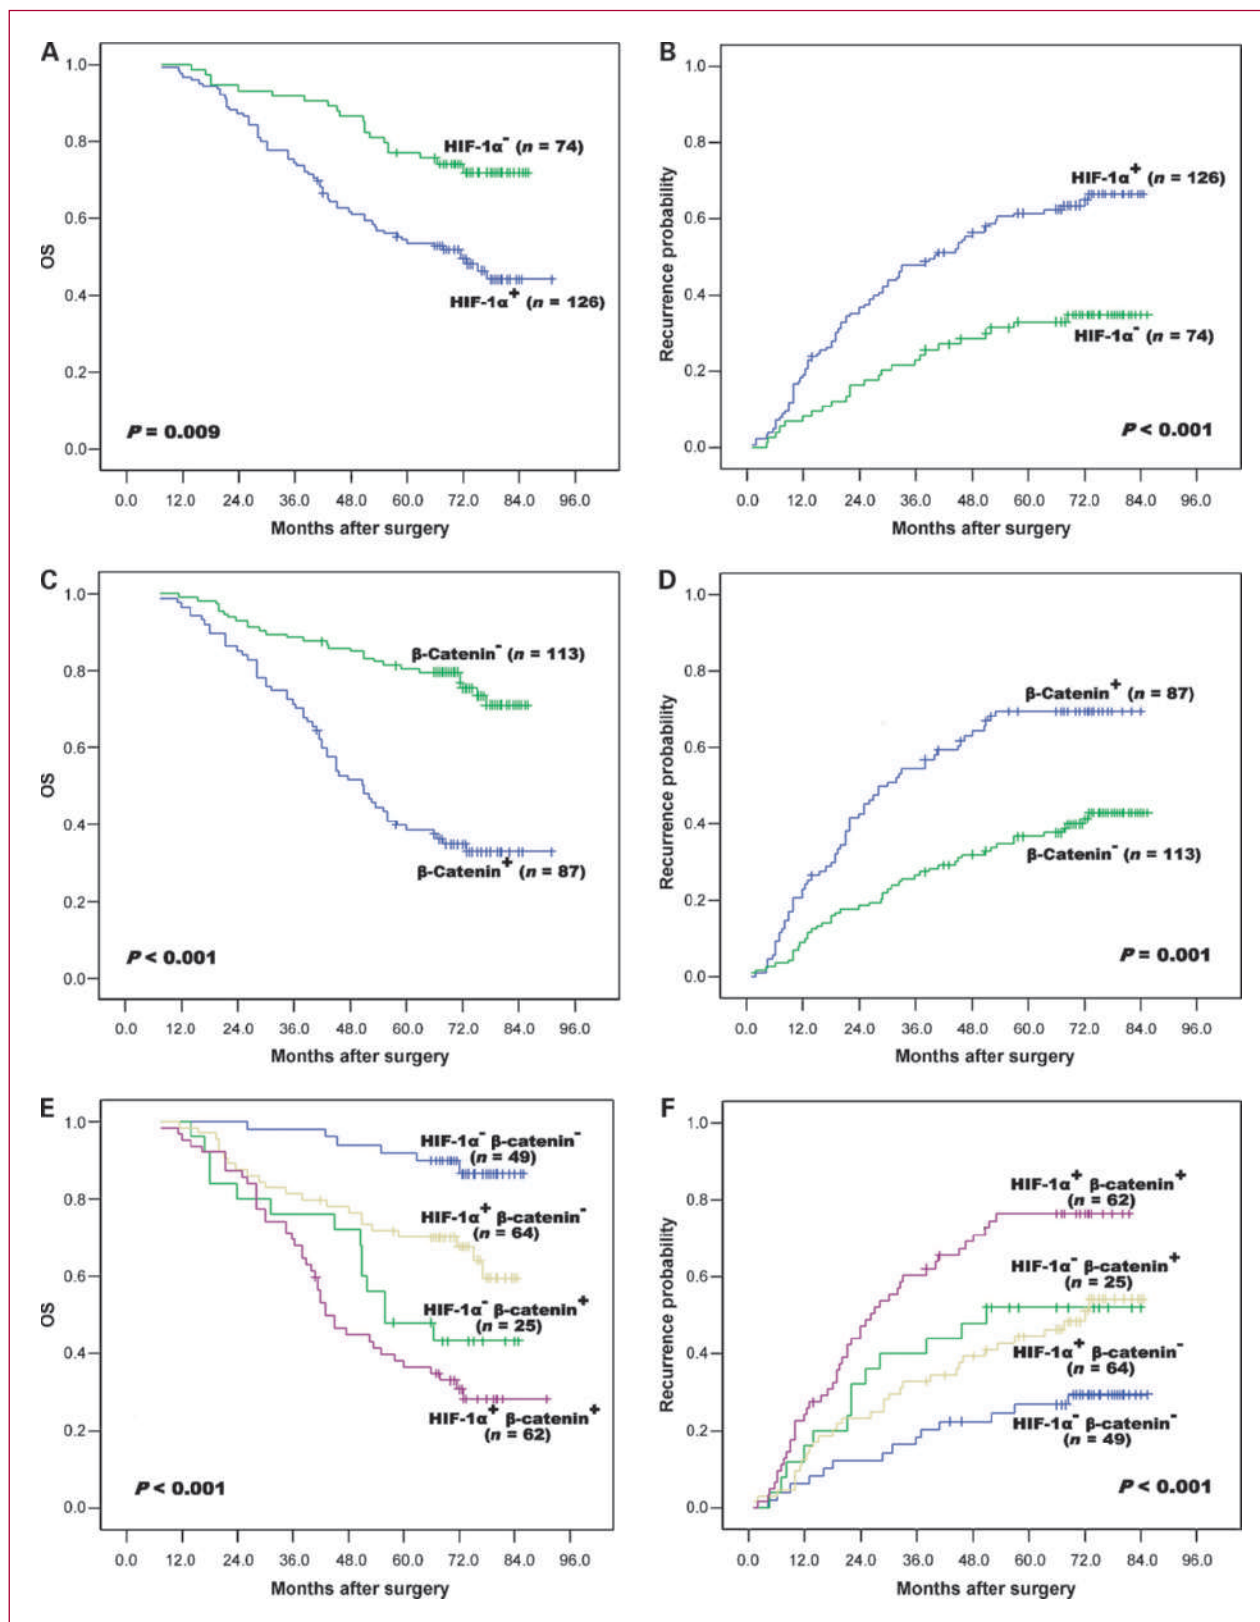 A
1.0
0.8
0.6
0.4
0.2
0.0
OS
HIF-1α⁻ (n = 74)
HIF-1α⁺ (n = 126)
P = 0.009
0.0 12.0 24.0 36.0 48.0 60.0 72.0 84.0 96.0
Months after surgery
B
1.0
0.8
0.6
0.4
0.2
0.0
Recurrence probability
HIF-1α⁺ (n = 126)
HIF-1α⁻ (n = 74)
P < 0.001
0.0 12.0 24.0 36.0 48.0 60.0 72.0 84.0 96.0
Months after surgery
C
1.0
0.8
0.6
0.4
0.2
0.0
OS
β-Catenin⁻ (n = 113)
β-Catenin⁺ (n = 87)
P < 0.001
0.0 12.0 24.0 36.0 48.0 60.0 72.0 84.0 96.0
Months after surgery
D
1.0
0.8
0.6
0.4
0.2
0.0
Recurrence probability
β-Catenin⁺ (n = 87)
β-Catenin⁻ (n = 113)
P = 0.001
0.0 12.0 24.0 36.0 48.0 60.0 72.0 84.0 96.0
Months after surgery
E
1.0
0.8
0.6
0.4
0.2
0.0
OS
HIF-1α⁻ β-catenin⁻
(n = 49)
HIF-1α⁺ β-catenin⁻
(n = 64)
HIF-1α⁻ β-catenin⁺
(n = 25)
HIF-1α⁺ β-catenin⁺
(n = 62)
P < 0.001
0.0 12.0 24.0 36.0 48.0 60.0 72.0 84.0 96.0
Months after surgery
F
1.0
0.8
0.6
0.4
0.2
0.0
Recurrence probability
HIF-1α⁺ β-catenin⁺
(n = 62)
HIF-1α⁻ β-catenin⁺
(n = 25)
HIF-1α⁺ β-catenin⁻
(n = 64)
HIF-1α⁻ β-catenin⁻
(n = 49)
P < 0.001
0.0 12.0 24.0 36.0 48.0 60.0 72.0 84.0 96.0
Months after surgery